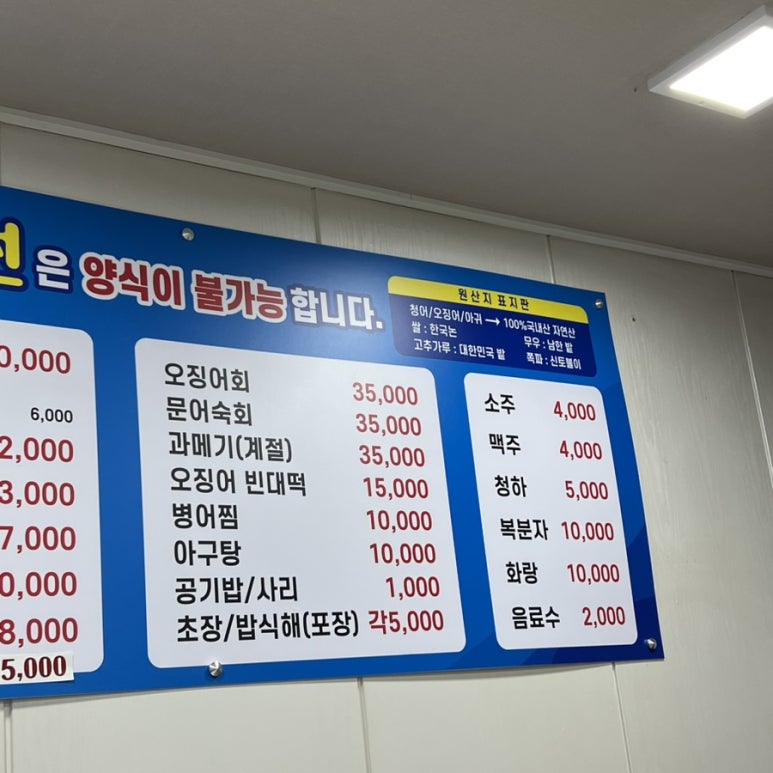 은 양식이 불가능 합니다.
원산지 표지판
청어/오징어/아귀 → 100%국내산 자연산
쌀 : 한국논 무우 : 남한 밭
고추가루 : 대한민국 밭 쪽파 : 신토불이
0,000
6,000
2,000
3,000
7,000
0,000
8,000
5,000
오징어회 35,000
문어숙회 35,000
과메기(계절) 35,000
오징어 빈대떡 15,000
병어찜 10,000
아구탕 10,000
공기밥/사리 1,000
초장/밥식해(포장) 각5,000
소주 4,000
맥주 4,000
청하 5,000
복분자 10,000
화랑 10,000
음료수 2,000